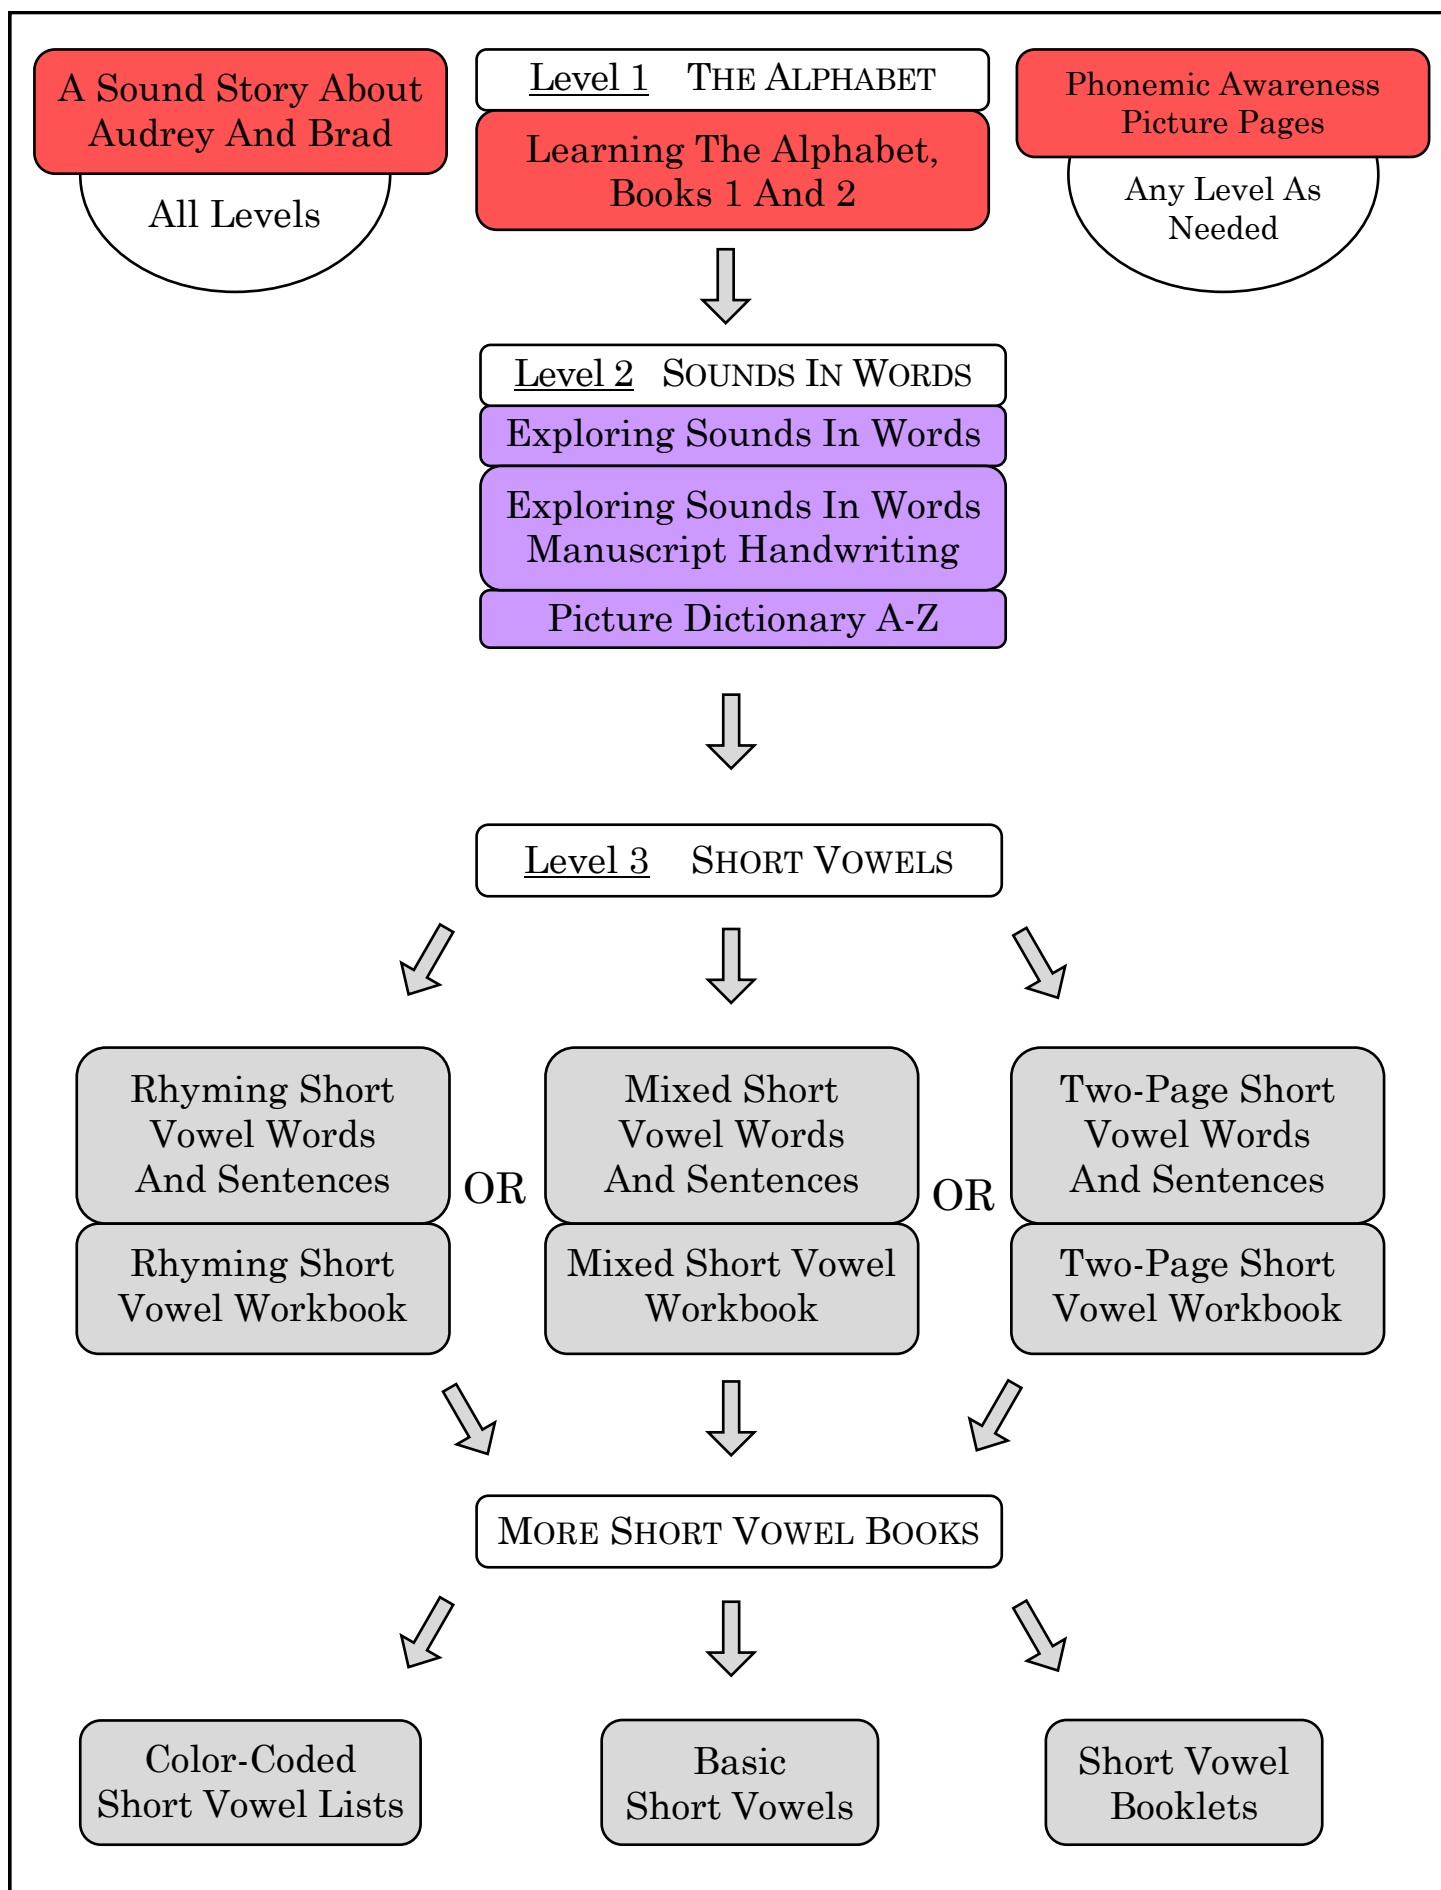 A Sound Story About
Audrey And Brad
All Levels
Level 1 THE ALPHABET
Learning The Alphabet,
Books 1 And 2
Phonemic Awareness
Picture Pages
Any Level As
Needed
Level 2 SOUNDS IN WORDS
Exploring Sounds In Words
Exploring Sounds In Words
Manuscript Handwriting
Picture Dictionary A-Z
Level 3 SHORT VOWELS
Rhyming Short
Vowel Words
And Sentences
Rhyming Short
Vowel Workbook
OR
Mixed Short
Vowel Words
And Sentences
Mixed Short Vowel
Workbook
OR
Two-Page Short
Vowel Words
And Sentences
Two-Page Short
Vowel Workbook
MORE SHORT VOWEL BOOKS
Color-Coded
Short Vowel Lists
Basic
Short Vowels
Short Vowel
Booklets